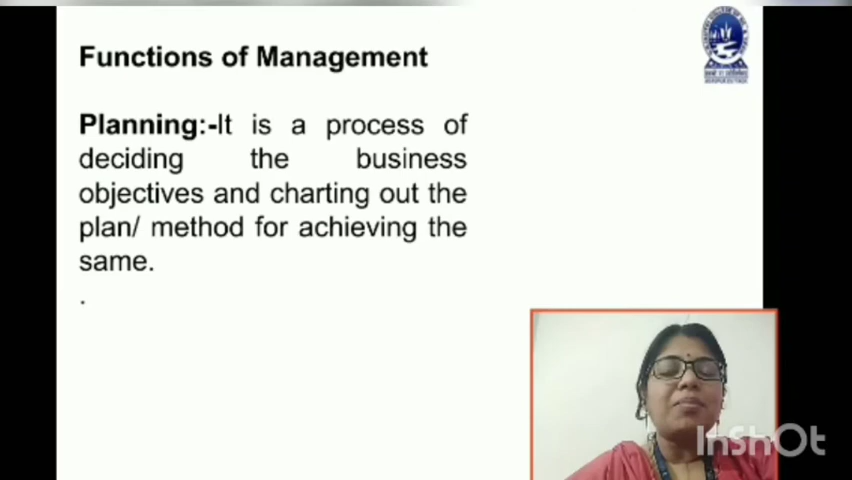 Functions of Management
Planning:-It is a process of
deciding the business
objectives and charting out the
plan/ method for achieving the
same.
.
InShOt